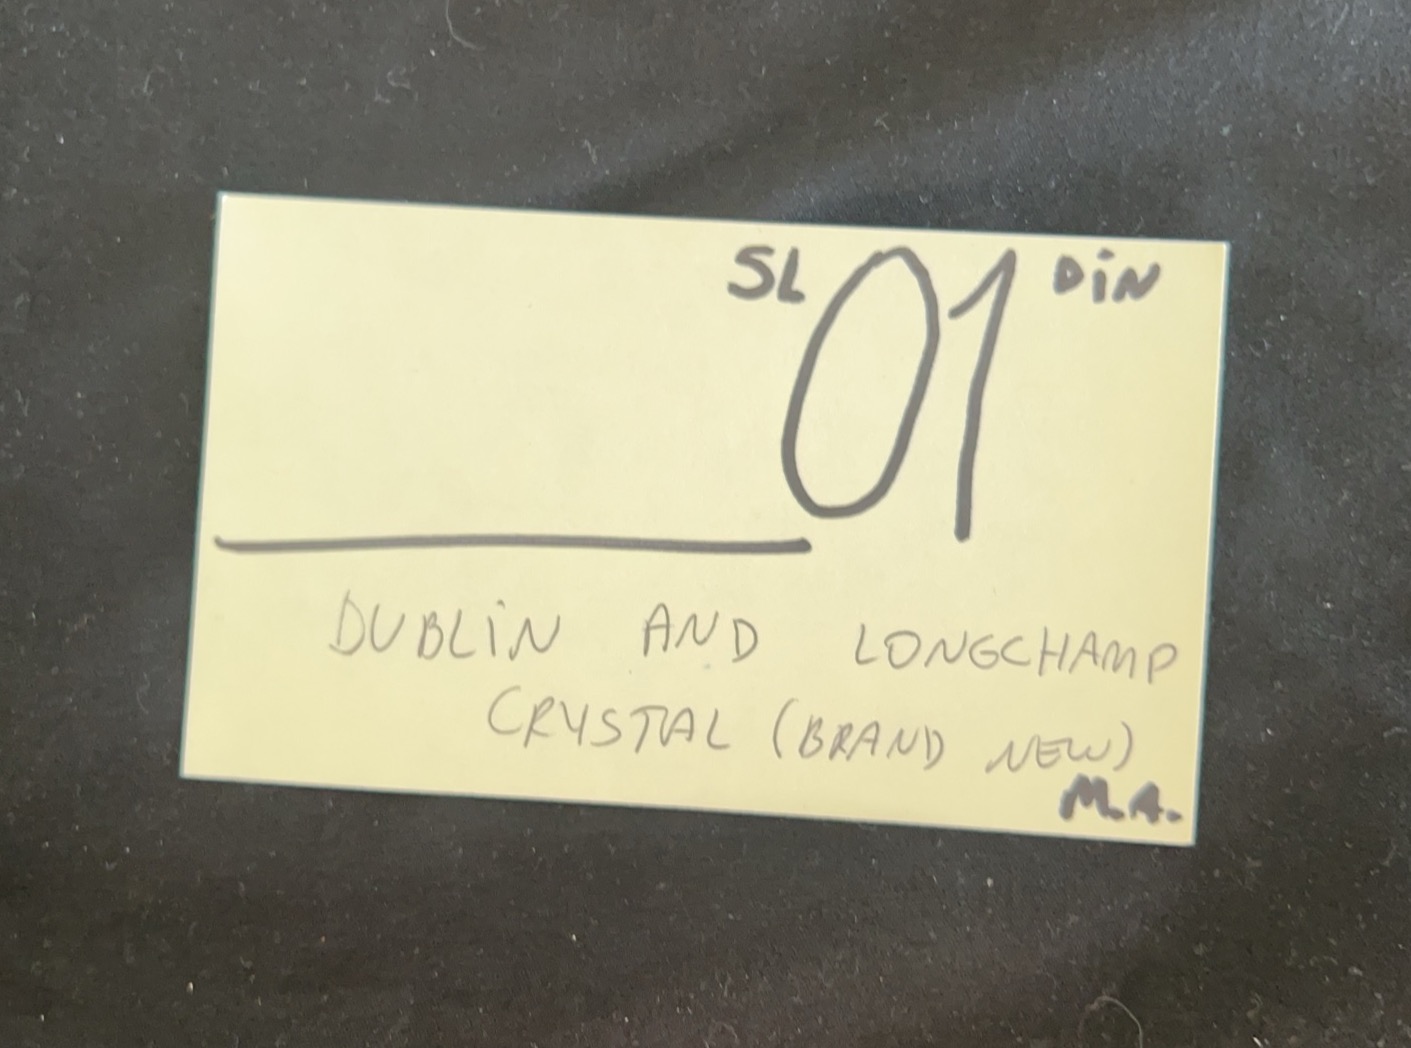 SL 01 DiN
DUBLiN AND LONGCHAMP
CRYSTAL (BRAND NEW)
M.A.